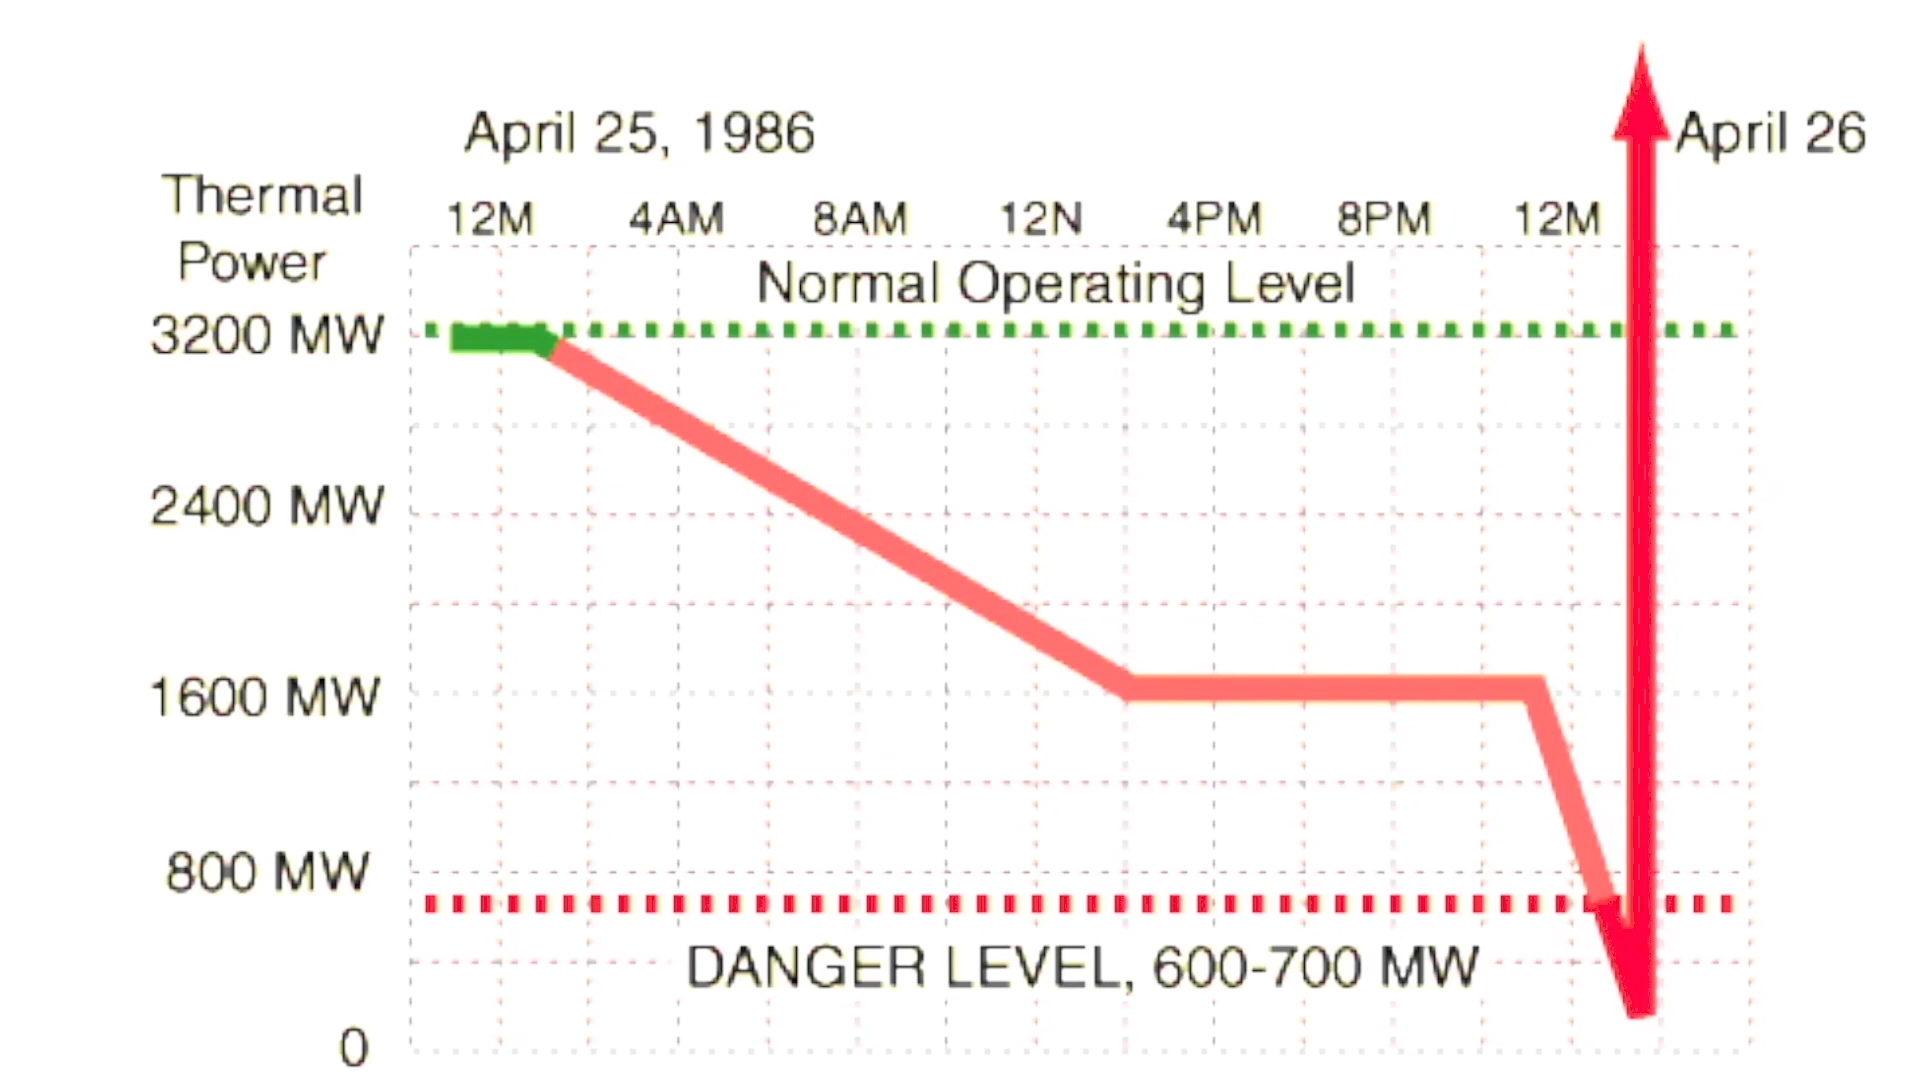 April 25, 1986
April 26
Thermal
Power
12M 4AM 8AM 12N 4PM 8PM 12M
Normal Operating Level
3200 MW
2400 MW
1600 MW
800 MW
DANGER LEVEL, 600-700 MW
0